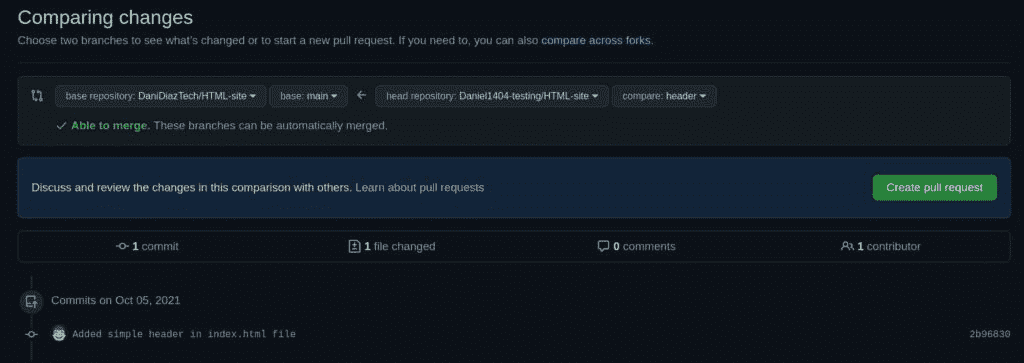 Comparing changes
Choose two branches to see what's changed or to start a new pull request. If you need to, you can also compare across forks.
base repository: DaniDiazTech/HTML-site base: main head repository: Daniel1404-testing/HTML-site compare: header
Able to merge. These branches can be automatically merged.
Discuss and review the changes in this comparison with others. Learn about pull requests Create pull request
1 commit 1 file changed 0 comments 1 contributor
Commits on Oct 05, 2021
Added simple header in index.html file 2b96830